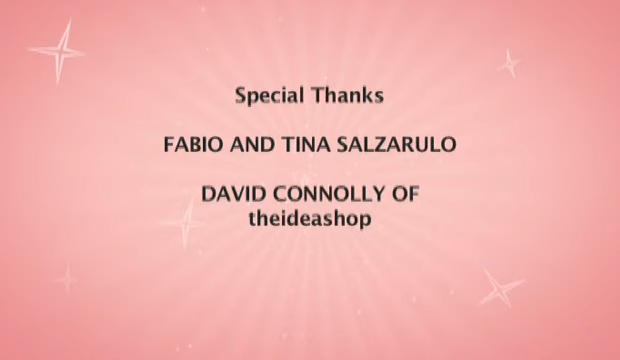 Special Thanks
FABIO AND TINA SALZARULO
DAVID CONNOLLY OF
theideashop